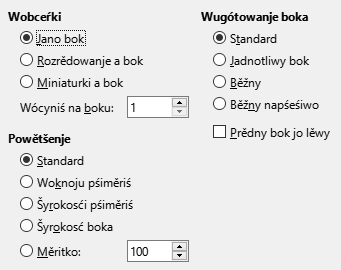 Wobcerki
Jano bok
Rozrědowanje a bok
Miniaturki a bok
Wócyniś na boku: 1
Powětšenje
Standard
Woknoju pśiměriś
Šyrokosći pśiměriś
Šyrokosć boka
Měritko: 100
Wugótowanje boka
Standard
Jadnotliwy bok
Běžny
Běžny napśeśiwo
Prědny bok jo lěwy